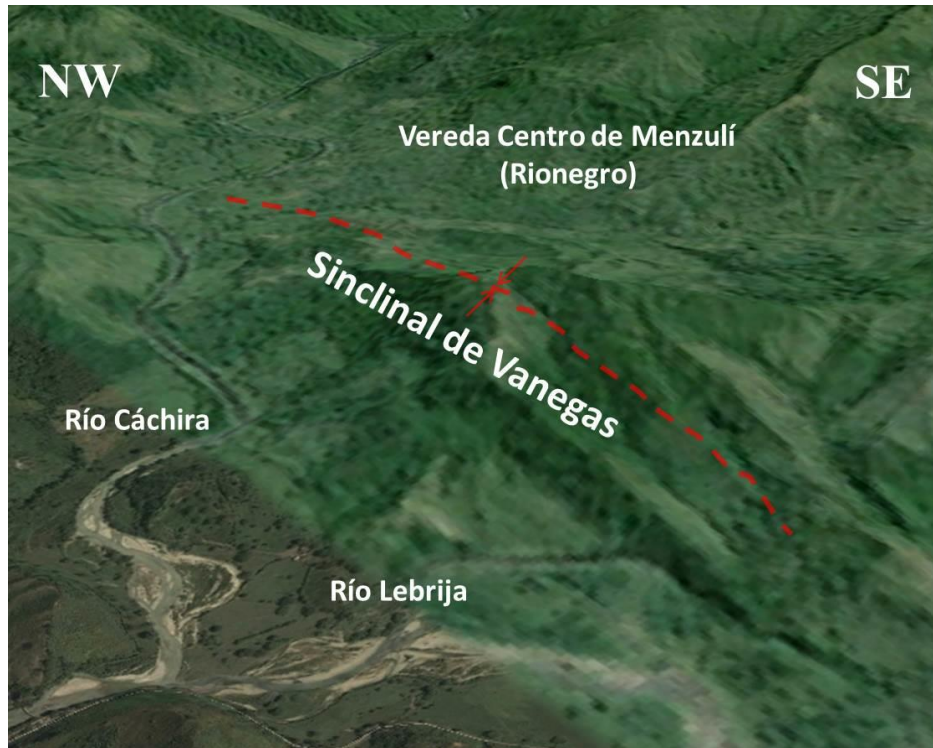 NW
SE
Vereda Centro de Menzulí
(Rionegro)
Sinclinal de Vanegas
Río Cáchira
Río Lebrija